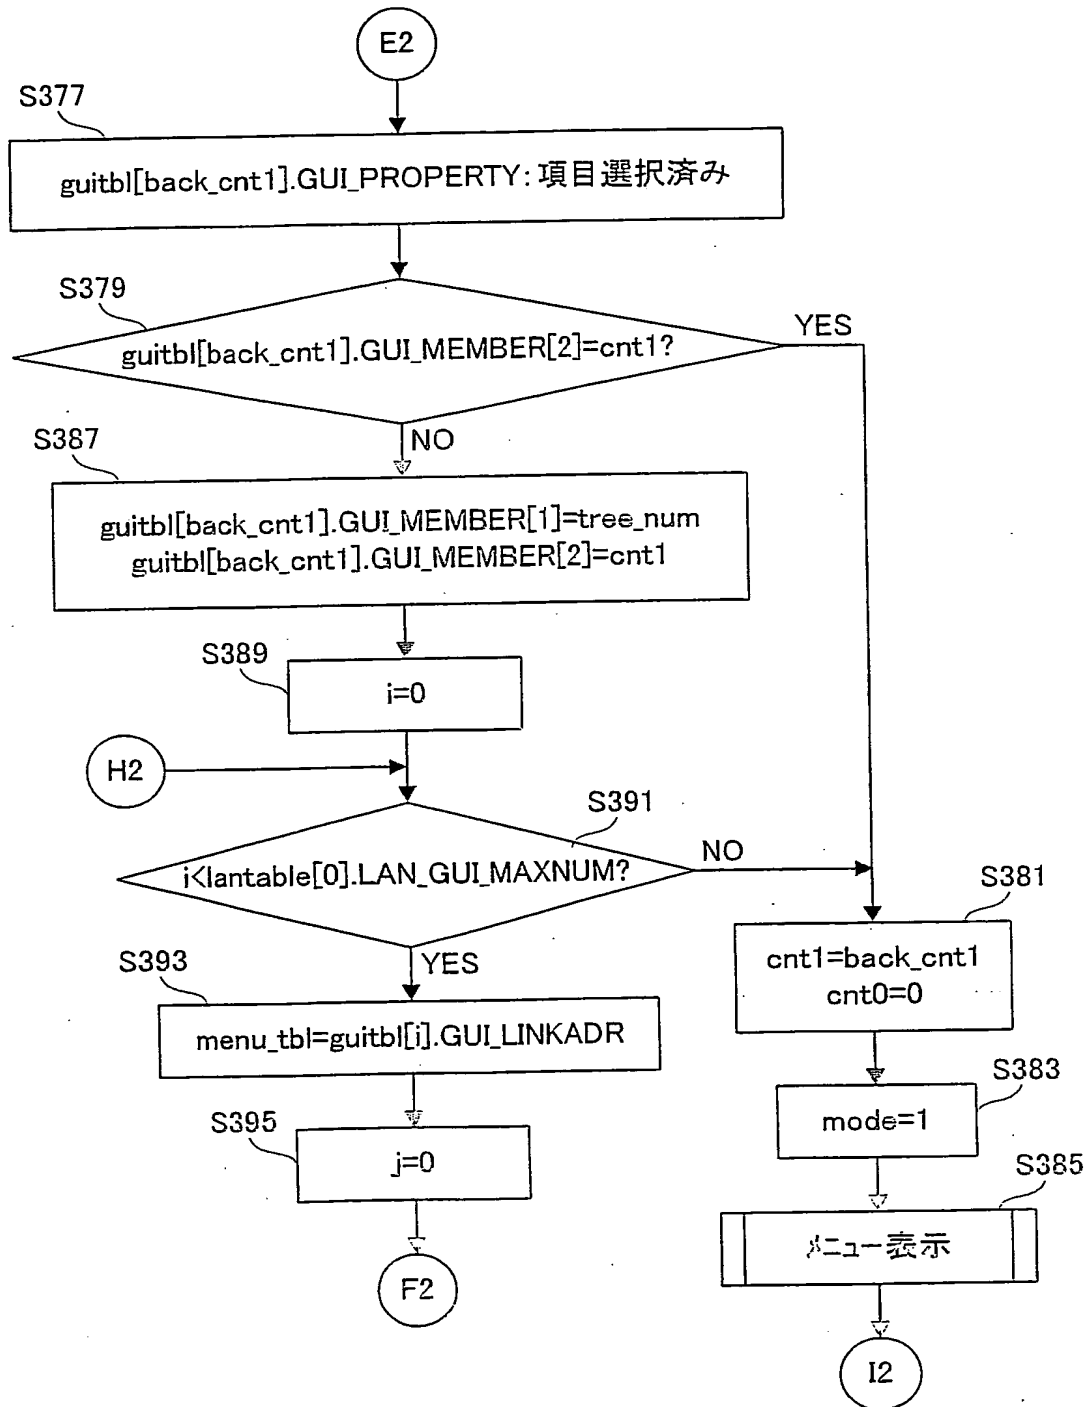 E2
S377
guitbl[back_cnt1].GUI_PROPERTY:項目選択済み
S379
guitbl[back_cnt1].GUI_MEMBER[2]=cnt1?
YES
NO
S387
guitbl[back_cnt1].GUI_MEMBER[1]=tree_num
guitbl[back_cnt1].GUI_MEMBER[2]=cnt1
S389
i=0
H2
S391
i<lantable[0].LAN_GUI_MAXNUM?
NO
YES
S381
cnt1=back_cnt1
cnt0=0
S393
menu_tbl=guitbl[i].GUI_LINKADR
S383
mode=1
S395
j=0
S385
メニュー表示
F2
I2